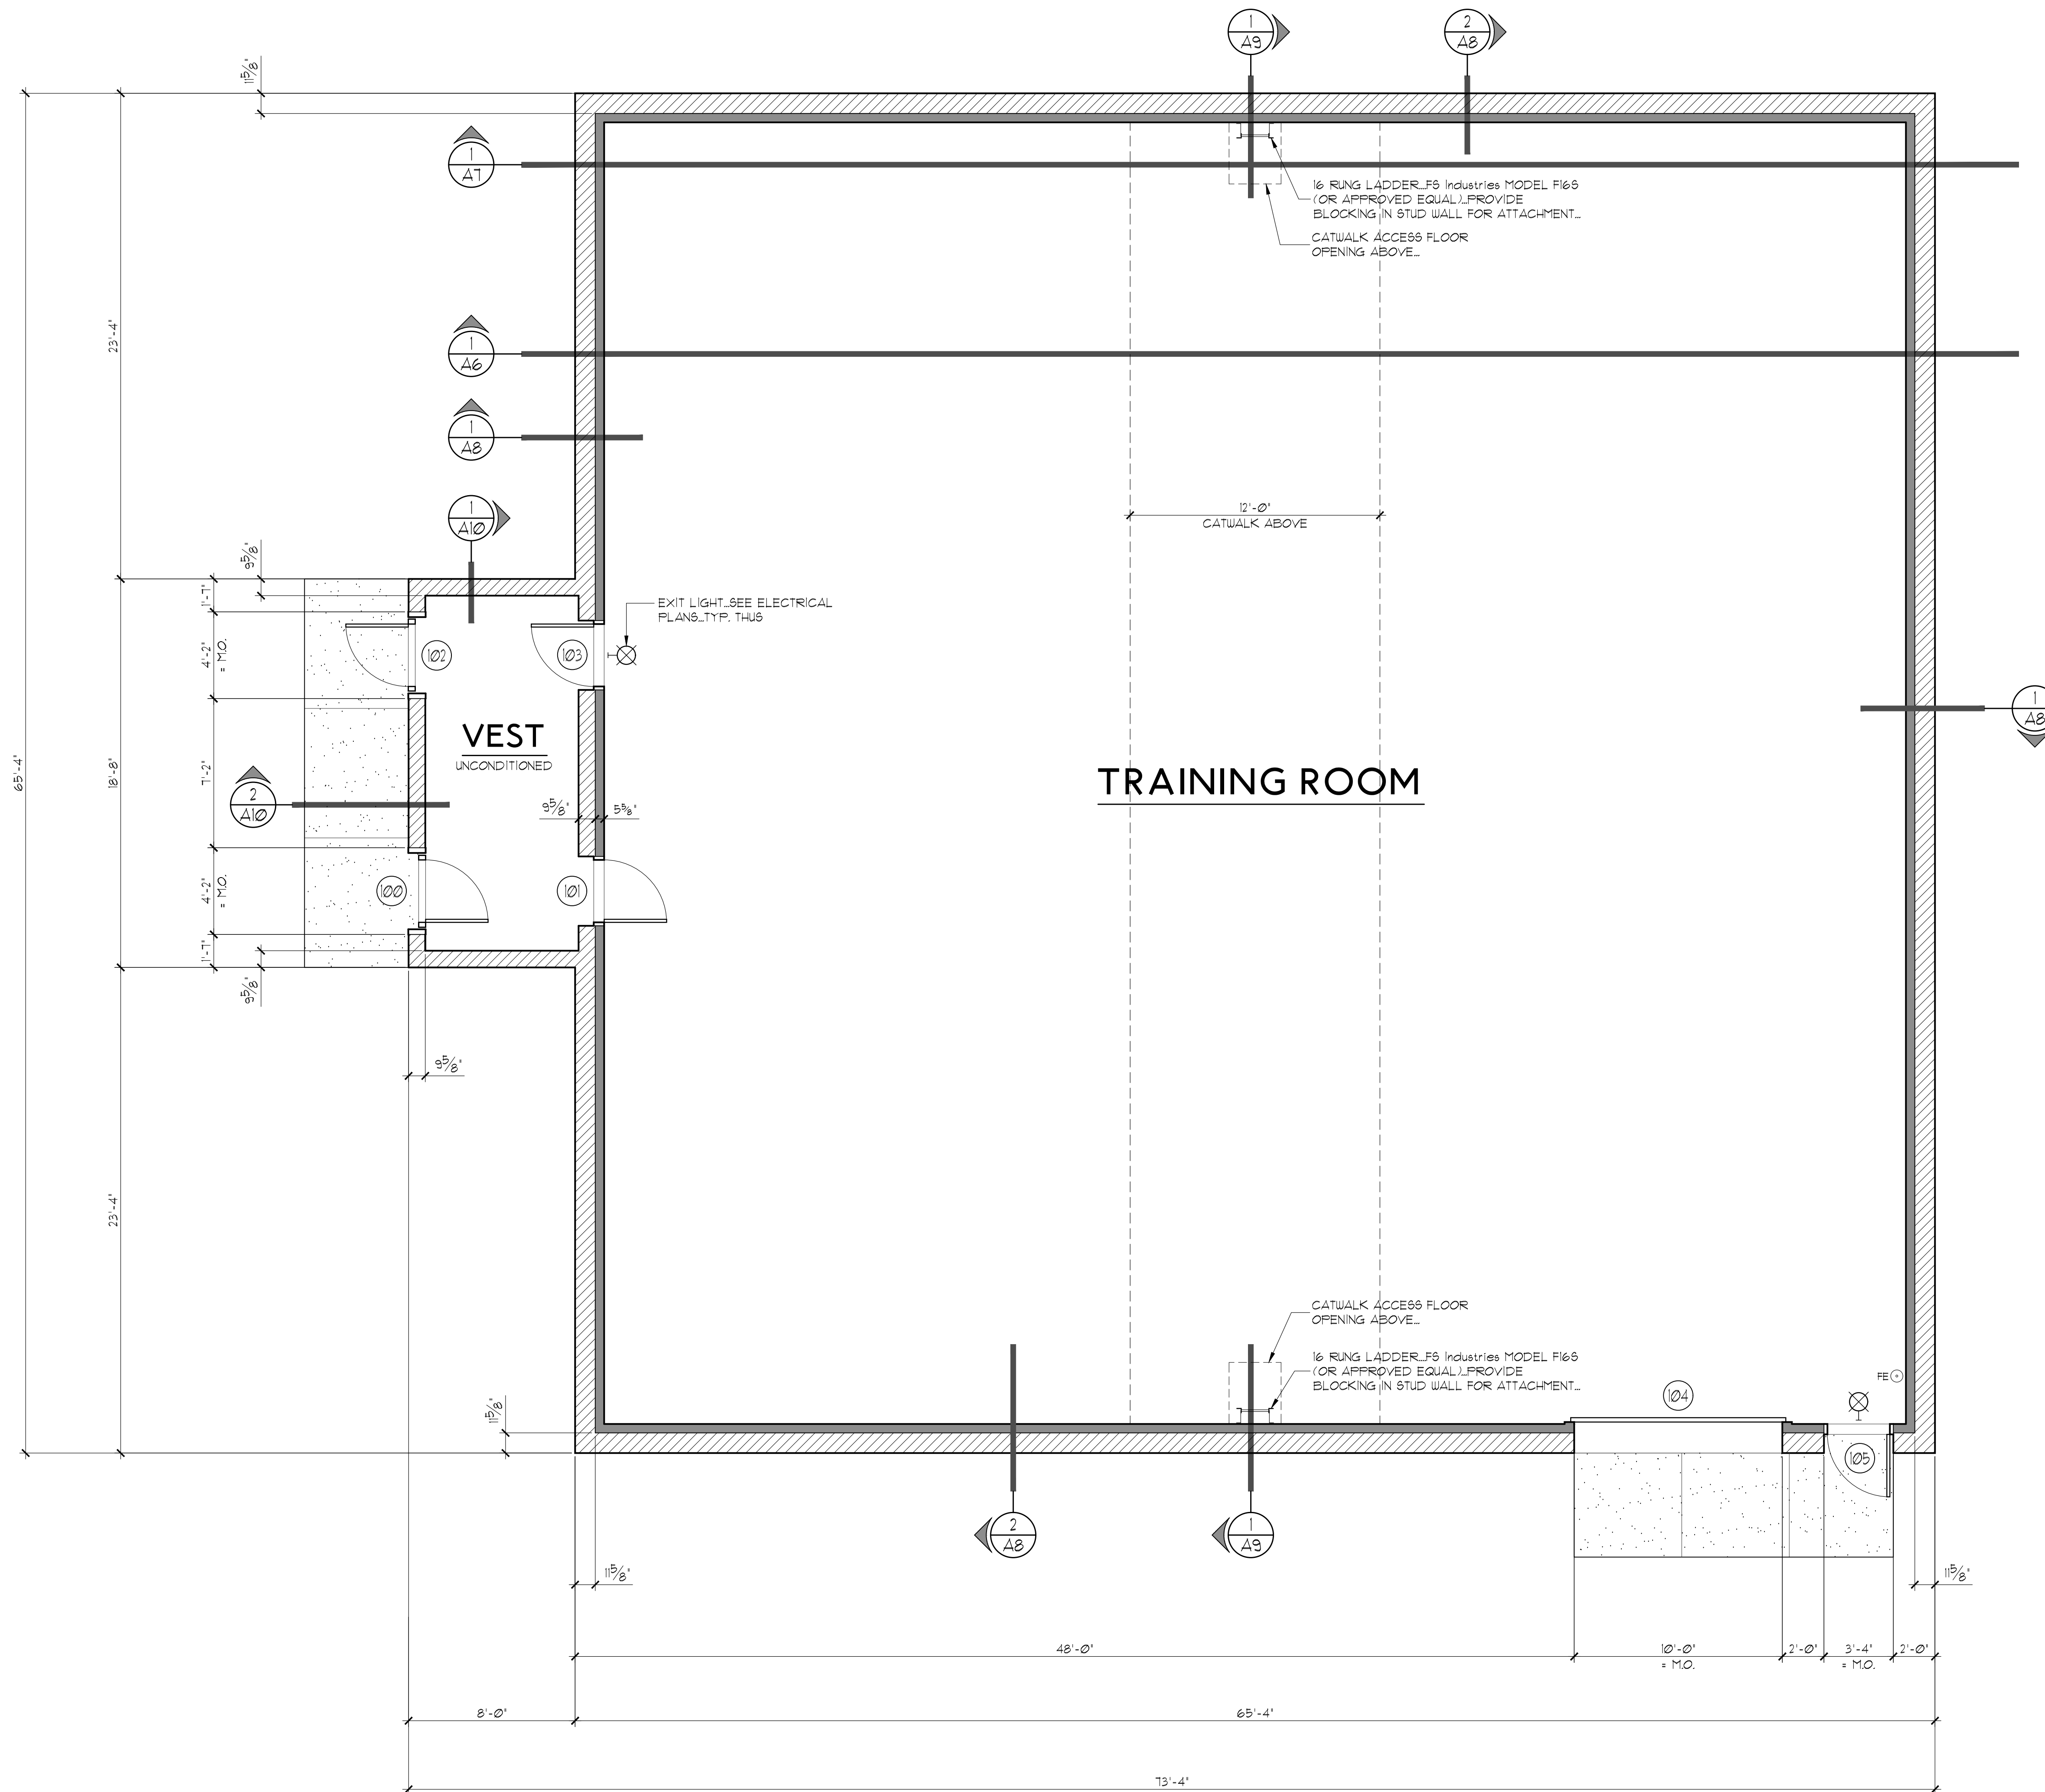 1
A9
2
A8
11 5/8"
1
A7
16 RUNG LADDER...FS Industries MODEL F16S
(OR APPROVED EQUAL)...PROVIDE
BLOCKING IN STUD WALL FOR ATTACHMENT...
CATWALK ACCESS FLOOR
OPENING ABOVE...
23'-4"
1
A6
1
A8
12'-0"
CATWALK ABOVE
1
A10
9 5/8"
1'-7"
EXIT LIGHT...SEE ELECTRICAL
PLANS...TYP. THUS
4'-2"
= M.O.
102
103
1
A8
VEST
UNCONDITIONED
65'-4"
18'-8"
7'-2"
TRAINING ROOM
2
A10
9 5/8"
5 5/8"
4'-2"
= M.O.
100
101
1'-7"
9 5/8"
9 5/8"
23'-4"
CATWALK ACCESS FLOOR
OPENING ABOVE...
16 RUNG LADDER...FS Industries MODEL F16S
(OR APPROVED EQUAL)...PROVIDE
BLOCKING IN STUD WALL FOR ATTACHMENT...
FE
104
11 5/8"
105
2
A8
1
A9
11 5/8"
11 5/8"
48'-0"
10'-0"
= M.O.
2'-0"
3'-4"
= M.O.
2'-0"
8'-0"
65'-4"
73'-4"